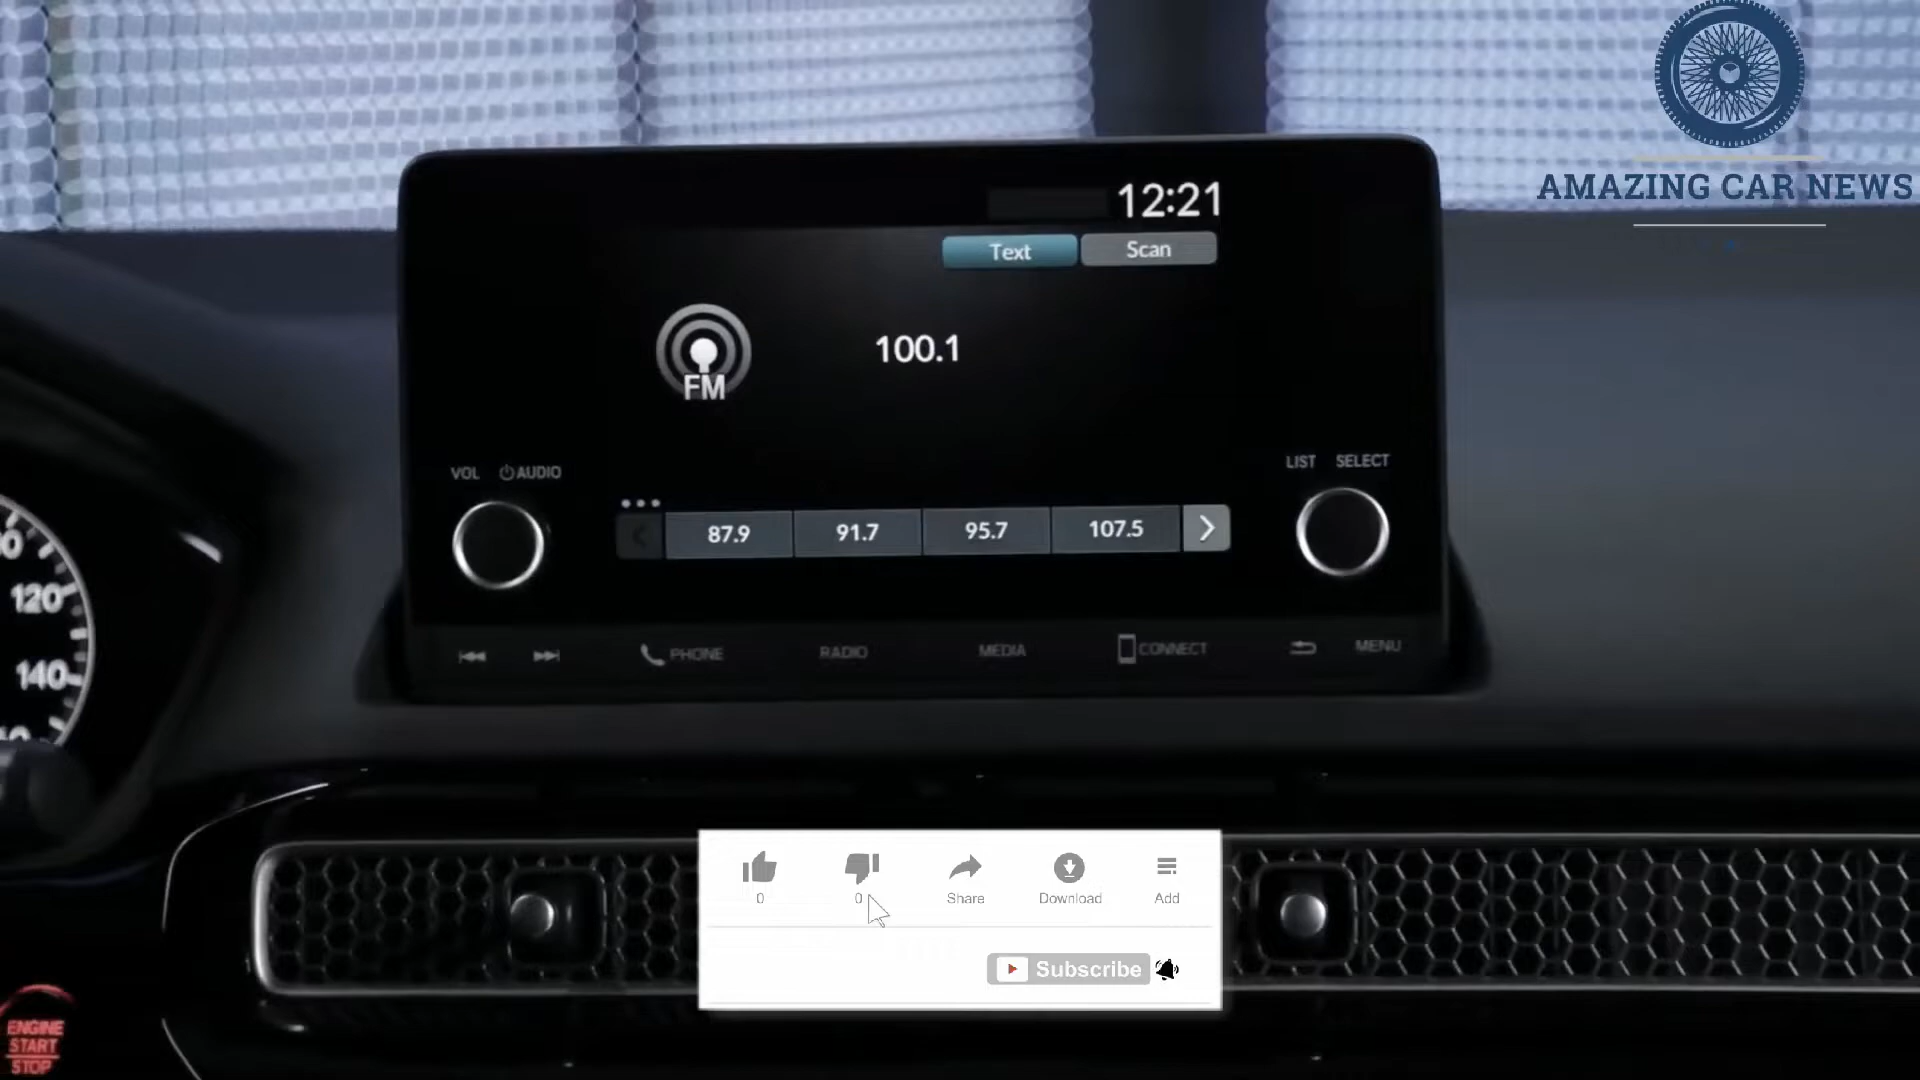 AMAZING CAR NEWS
12:21
Text Scan
FM
100.1
VOL AUDIO
LIST SELECT
87.9 91.7 95.7 107.5
120
140
PHONE RADIO MEDIA CONNECT MENU
0 0 Share Download Add
Subscribe
ENGINE
START
STOP